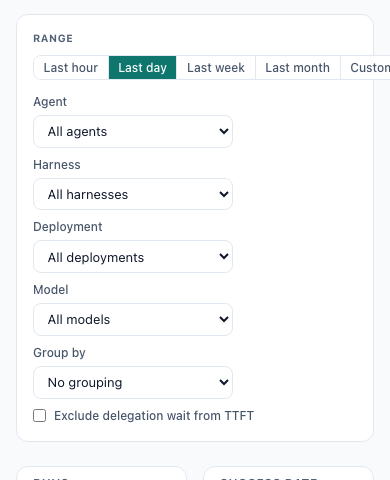 RANGE
Last hour Last day Last week Last month Custom
Agent
All agents
Harness
All harnesses
Deployment
All deployments
Model
All models
Group by
No grouping
Exclude delegation wait from TTFT